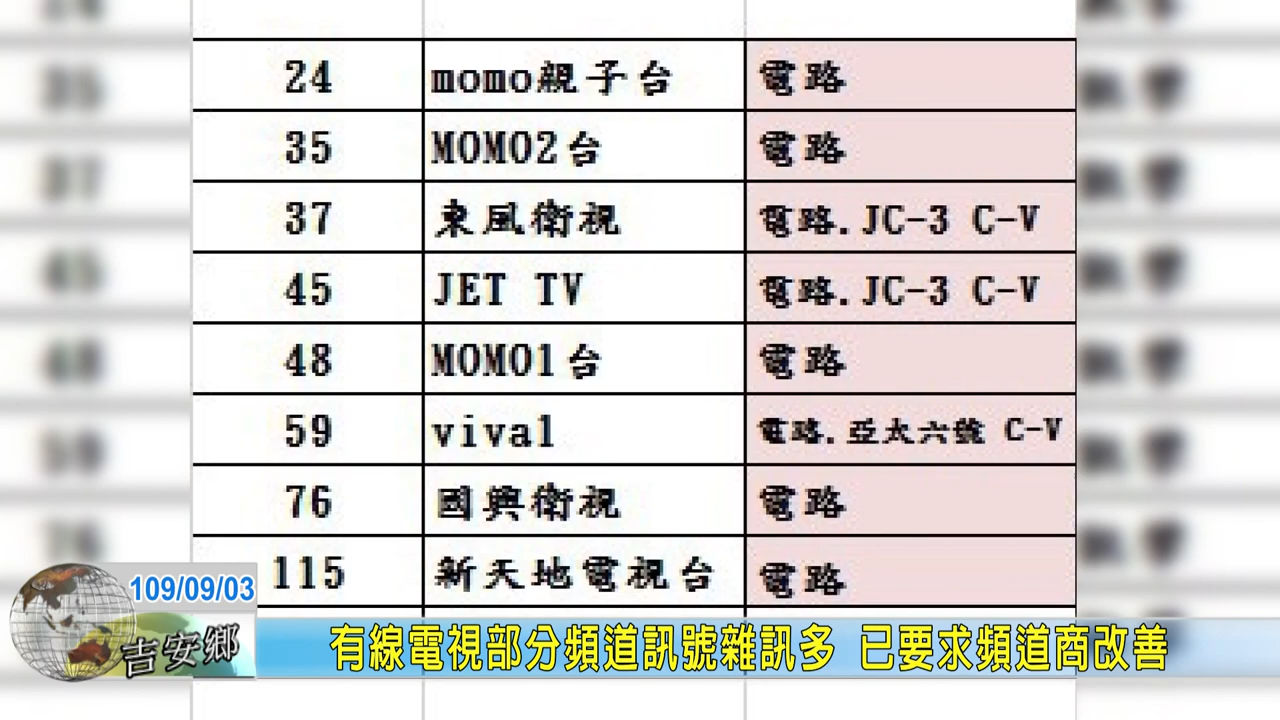 24 momo親子台 電路
35 MOMO2台 電路
37 東風衛視 電路.JC-3 C-V
45 JET TV 電路.JC-3 C-V
48 MOMO1台 電路
59 viva1 電路.亞太六號 C-V
76 國興衛視 電路
115 新天地電視台 電路
109/09/03
吉安鄉
有線電視部分頻道訊號雜訊多 已要求頻道商改善